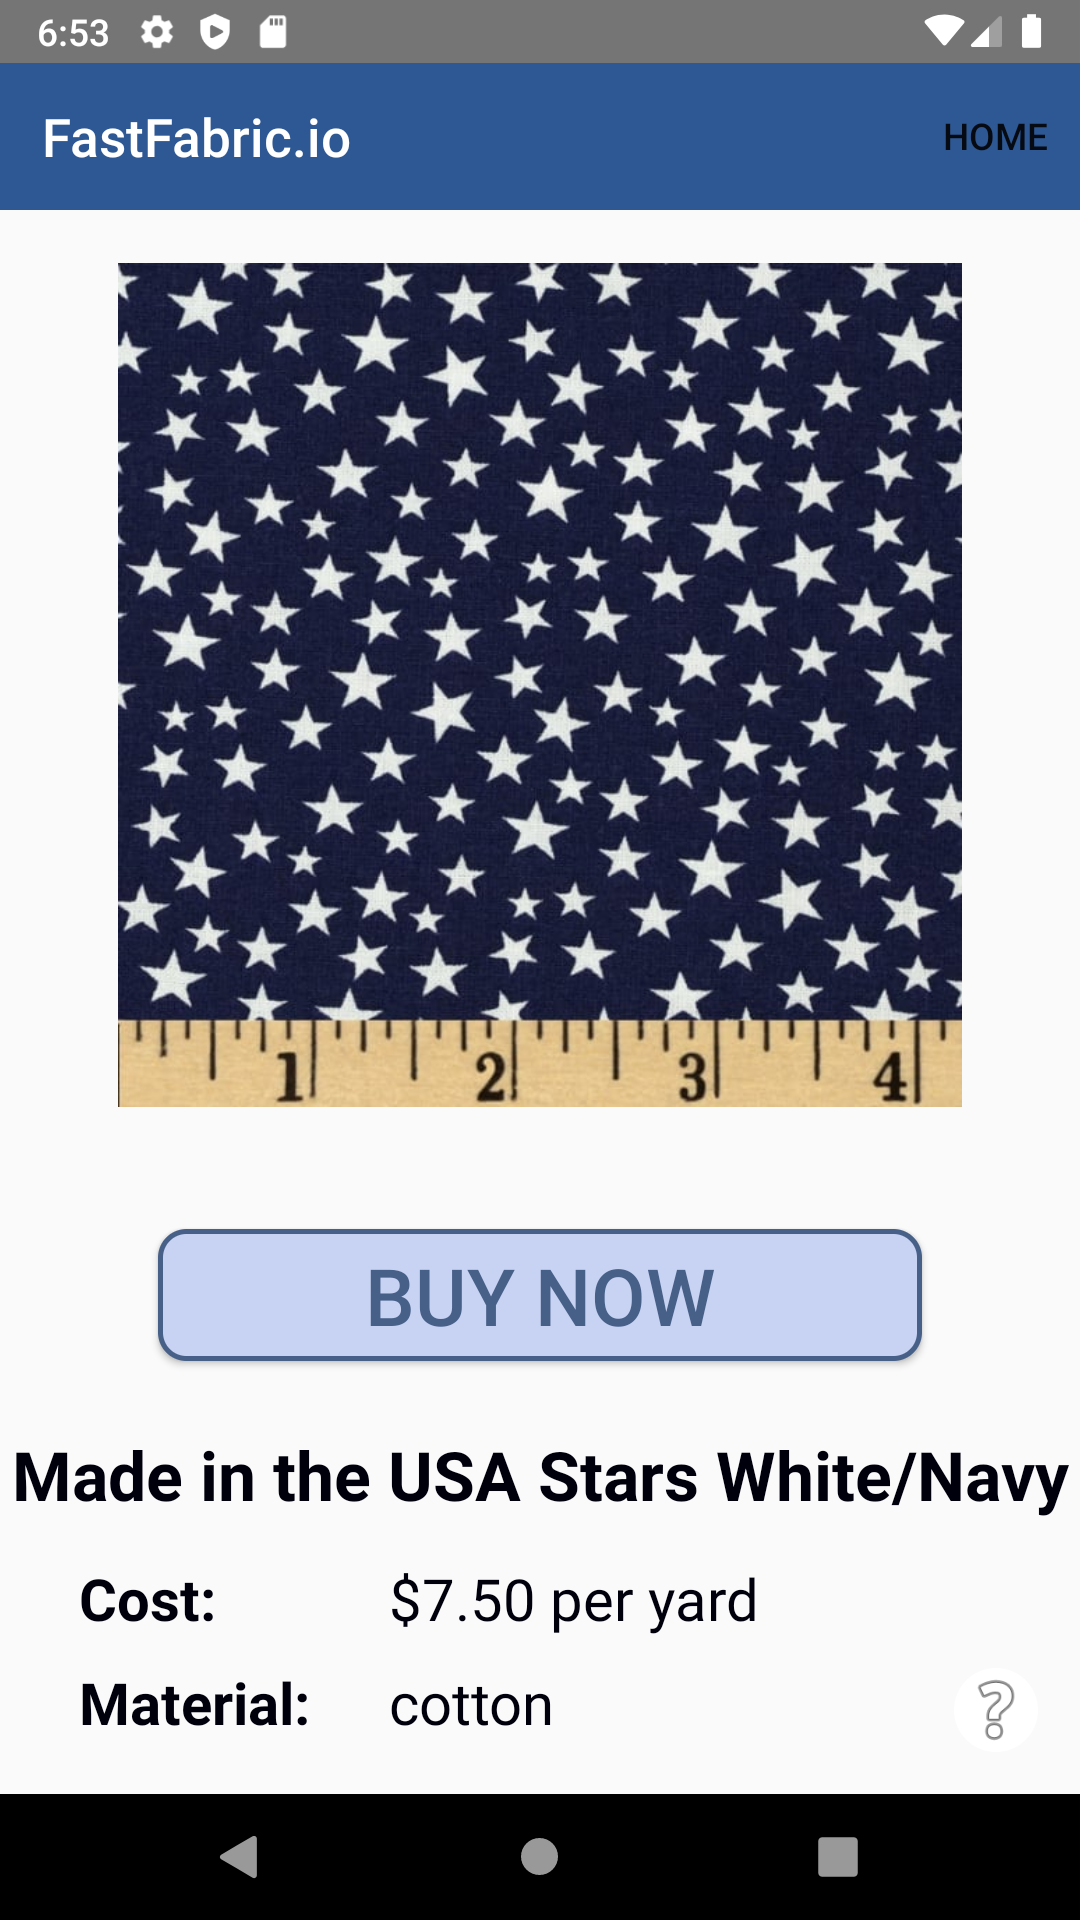 6:53
FastFabric.io
HOME
1 2 3 4
BUY NOW
Made in the USA Stars White/Navy
Cost: $7.50 per yard
Material: cotton
?